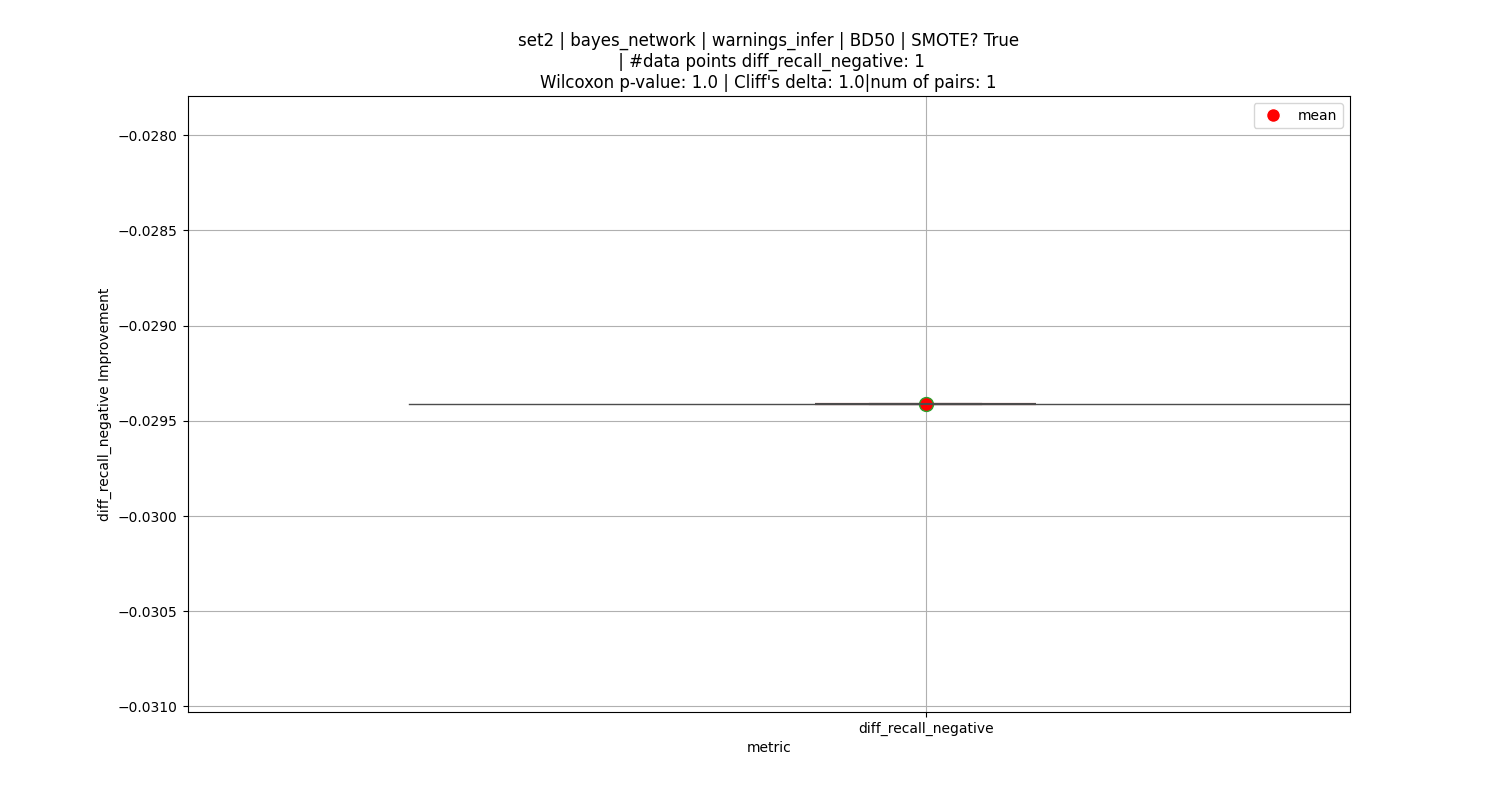 set2 | bayes_network | warnings_infer | BD50 | SMOTE? True
| #data points diff_recall_negative: 1
Wilcoxon p-value: 1.0 | Cliff's delta: 1.0|num of pairs: 1
mean
−0.0280
−0.0285
−0.0290
−0.0295
−0.0300
−0.0305
−0.0310
diff_recall_negative Improvement
diff_recall_negative
metric